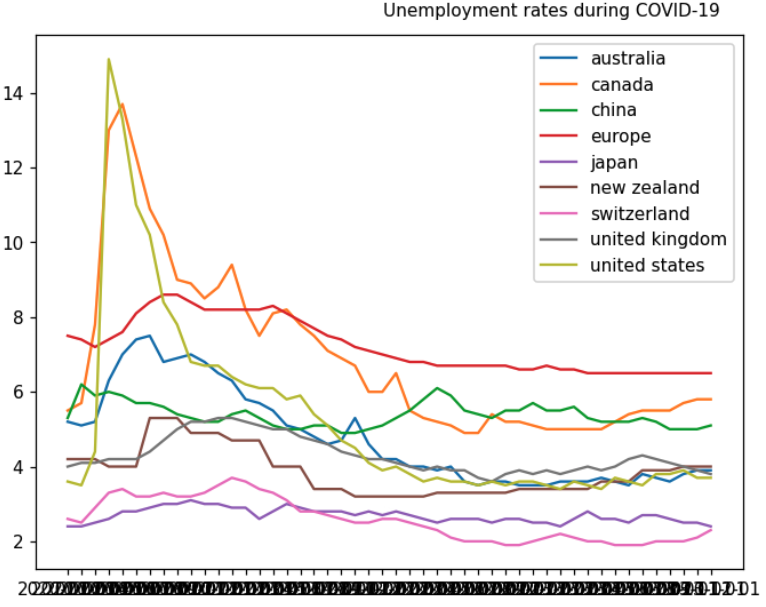 Unemployment rates during COVID-19
australia
canada
china
europe
japan
new zealand
switzerland
united kingdom
united states
14
12
10
8
6
4
2